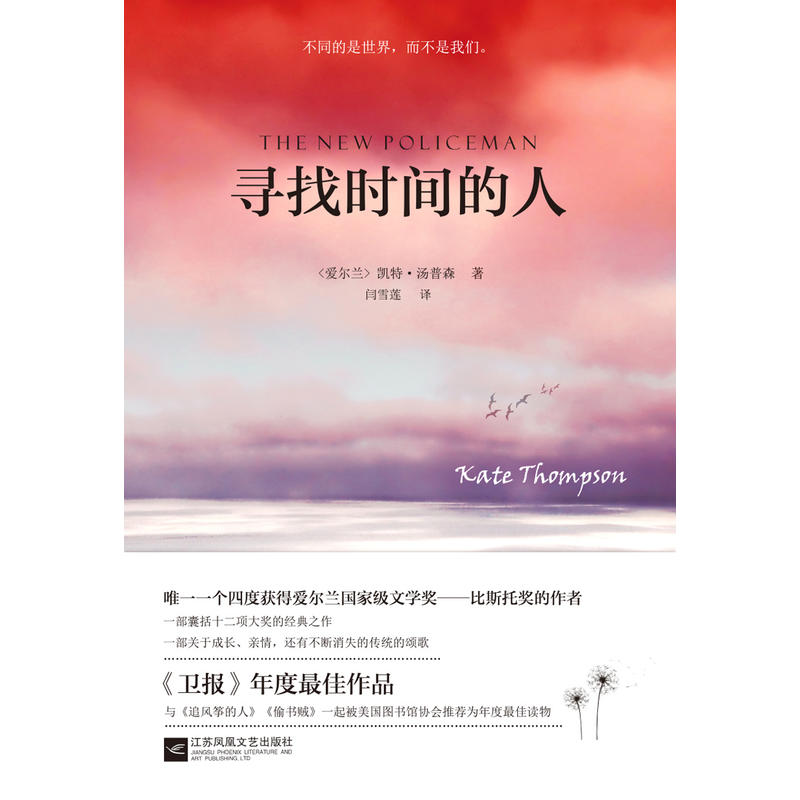 不同的是世界，而不是我们。
THE NEW POLICEMAN
寻找时间的人
〈爱尔兰〉凯特·汤普森 著
闫雪莲 译
Kate Thompson
唯一一个四度获得爱尔兰国家级文学奖——比斯托奖的作者
一部囊括十二项大奖的经典之作
一部关于成长、亲情，还有不断消失的传统的颂歌
《卫报》年度最佳作品
与《追风筝的人》《偷书贼》一起被美国图书馆协会推荐为年度最佳读物
江苏凤凰文艺出版社
JIANGSU PHOENIX LITERATURE AND
ART PUBLISHING, LTD